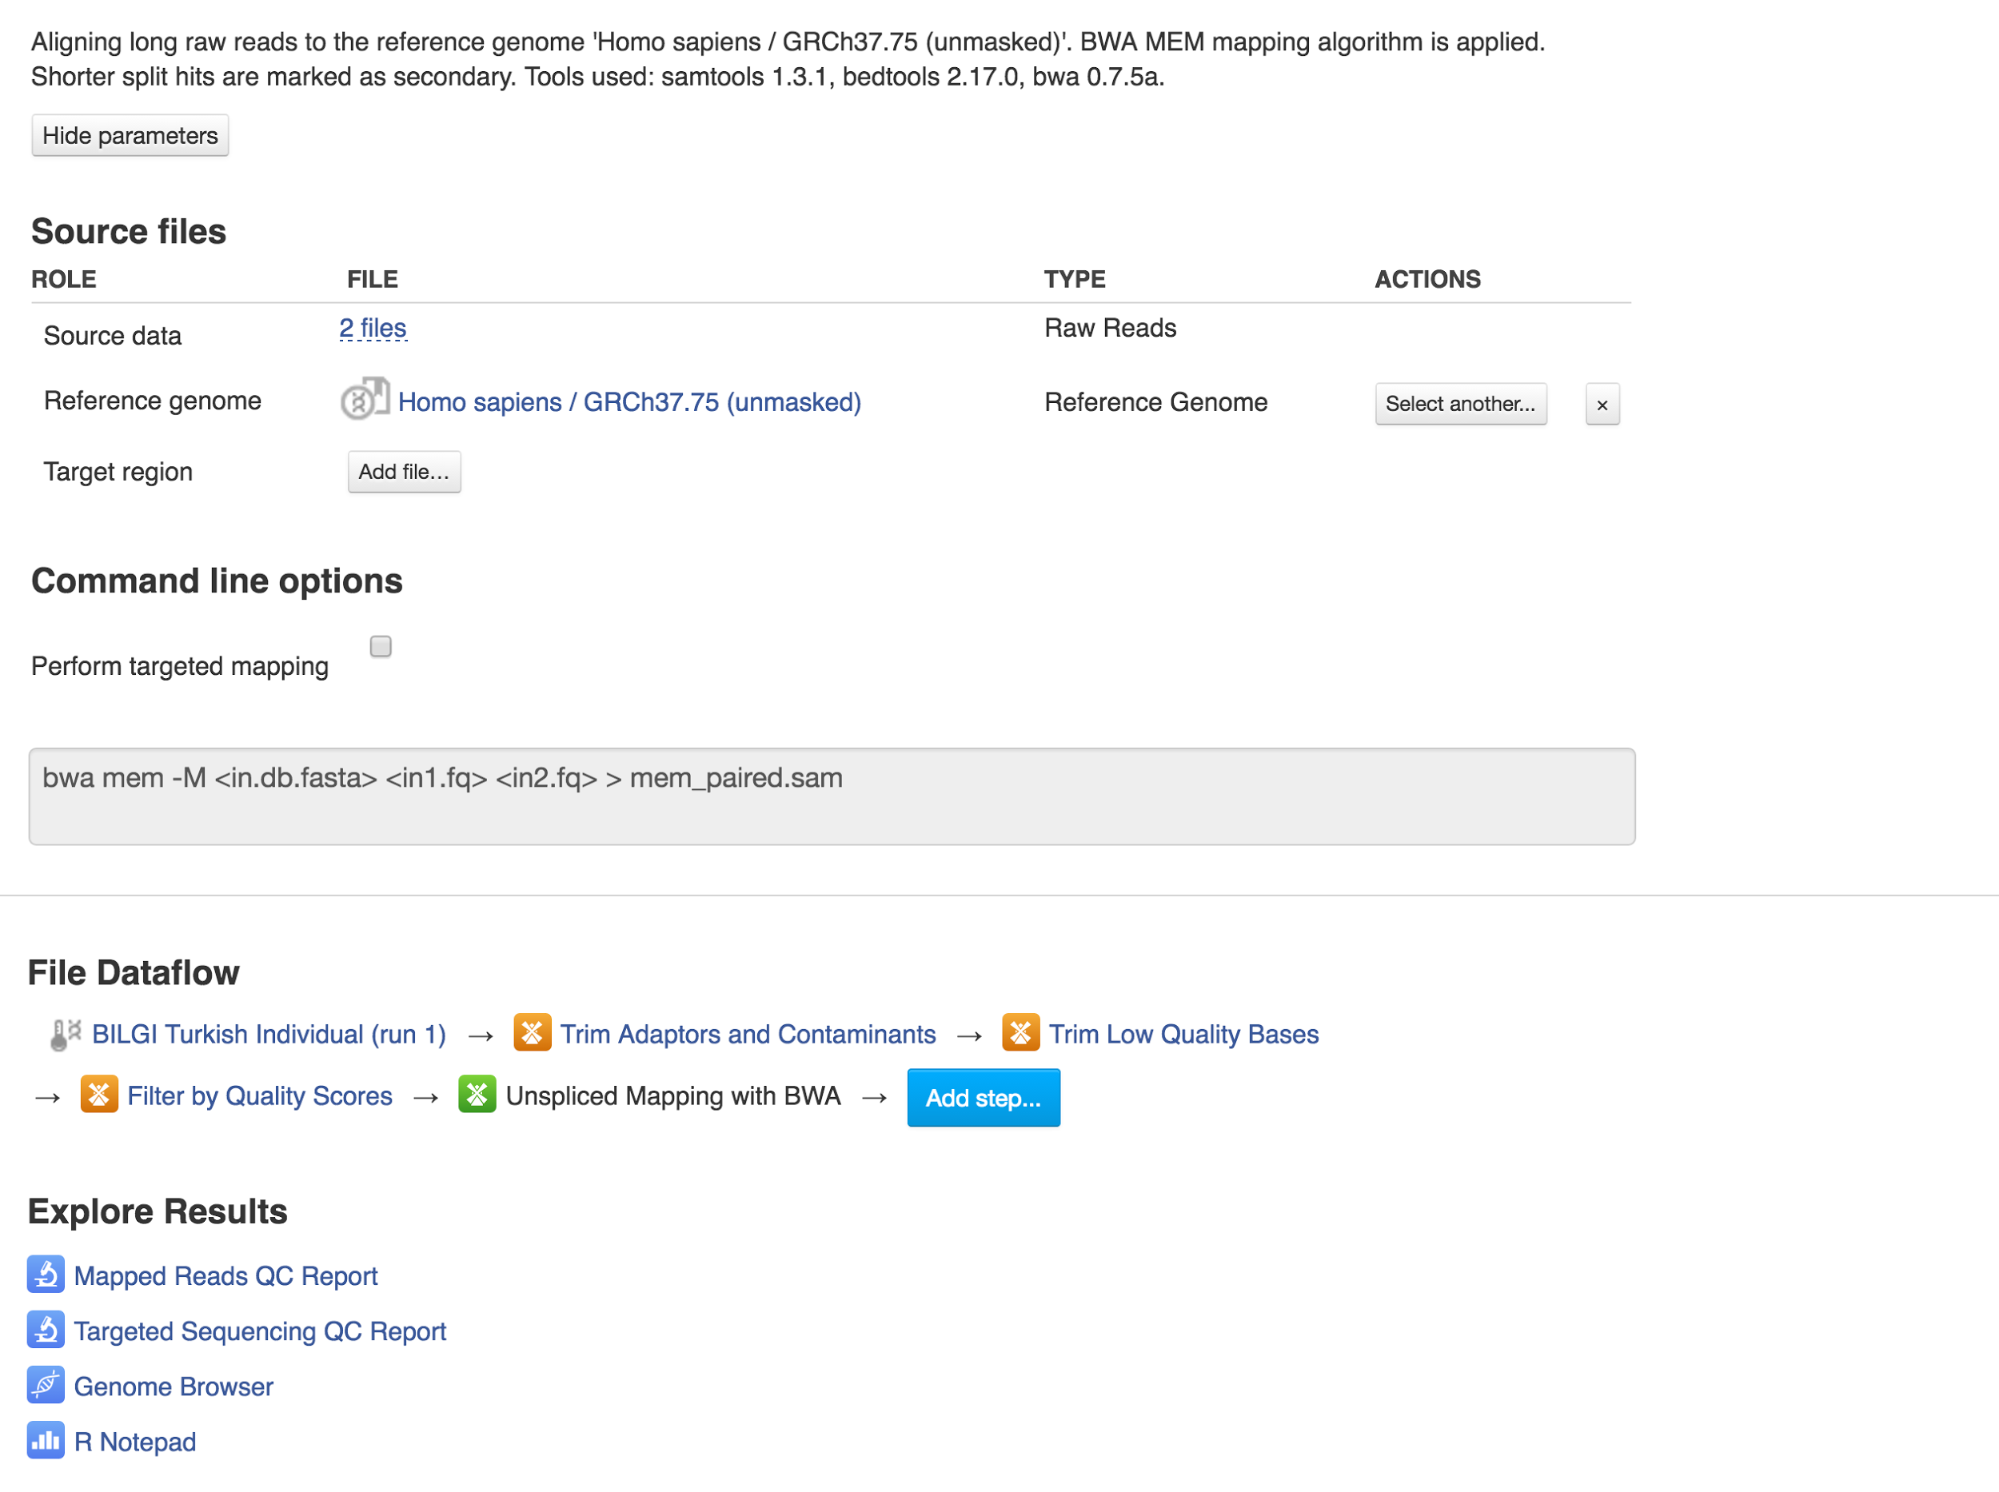 Aligning long raw reads to the reference genome 'Homo sapiens / GRCh37.75 (unmasked)'. BWA MEM mapping algorithm is applied.
Shorter split hits are marked as secondary. Tools used: samtools 1.3.1, bedtools 2.17.0, bwa 0.7.5a.
Hide parameters
Source files
ROLE FILE TYPE ACTIONS
Source data 2 files Raw Reads
Reference genome Homo sapiens / GRCh37.75 (unmasked) Reference Genome Select another... ×
Target region Add file...
Command line options
Perform targeted mapping
bwa mem -M <in.db.fasta> <in1.fq> <in2.fq> > mem_paired.sam
File Dataflow
BILGI Turkish Individual (run 1) → Trim Adaptors and Contaminants → Trim Low Quality Bases
→ Filter by Quality Scores → Unspliced Mapping with BWA → Add step...
Explore Results
Mapped Reads QC Report
Targeted Sequencing QC Report
Genome Browser
R Notepad